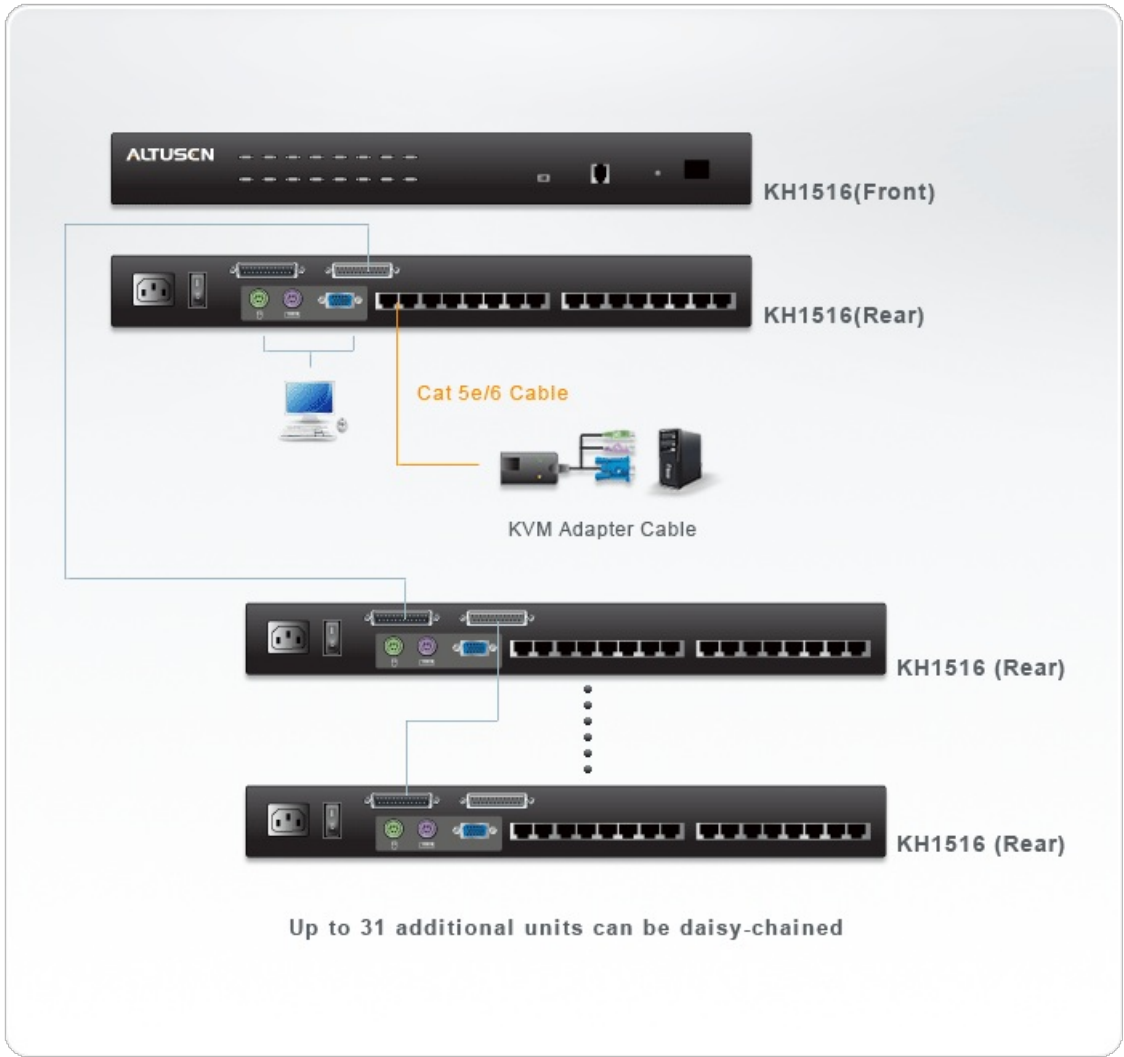 ALTUSEN
KH1516(Front)
KH1516(Rear)
Cat 5e/6 Cable
KVM Adapter Cable
KH1516 (Rear)
KH1516 (Rear)
Up to 31 additional units can be daisy-chained